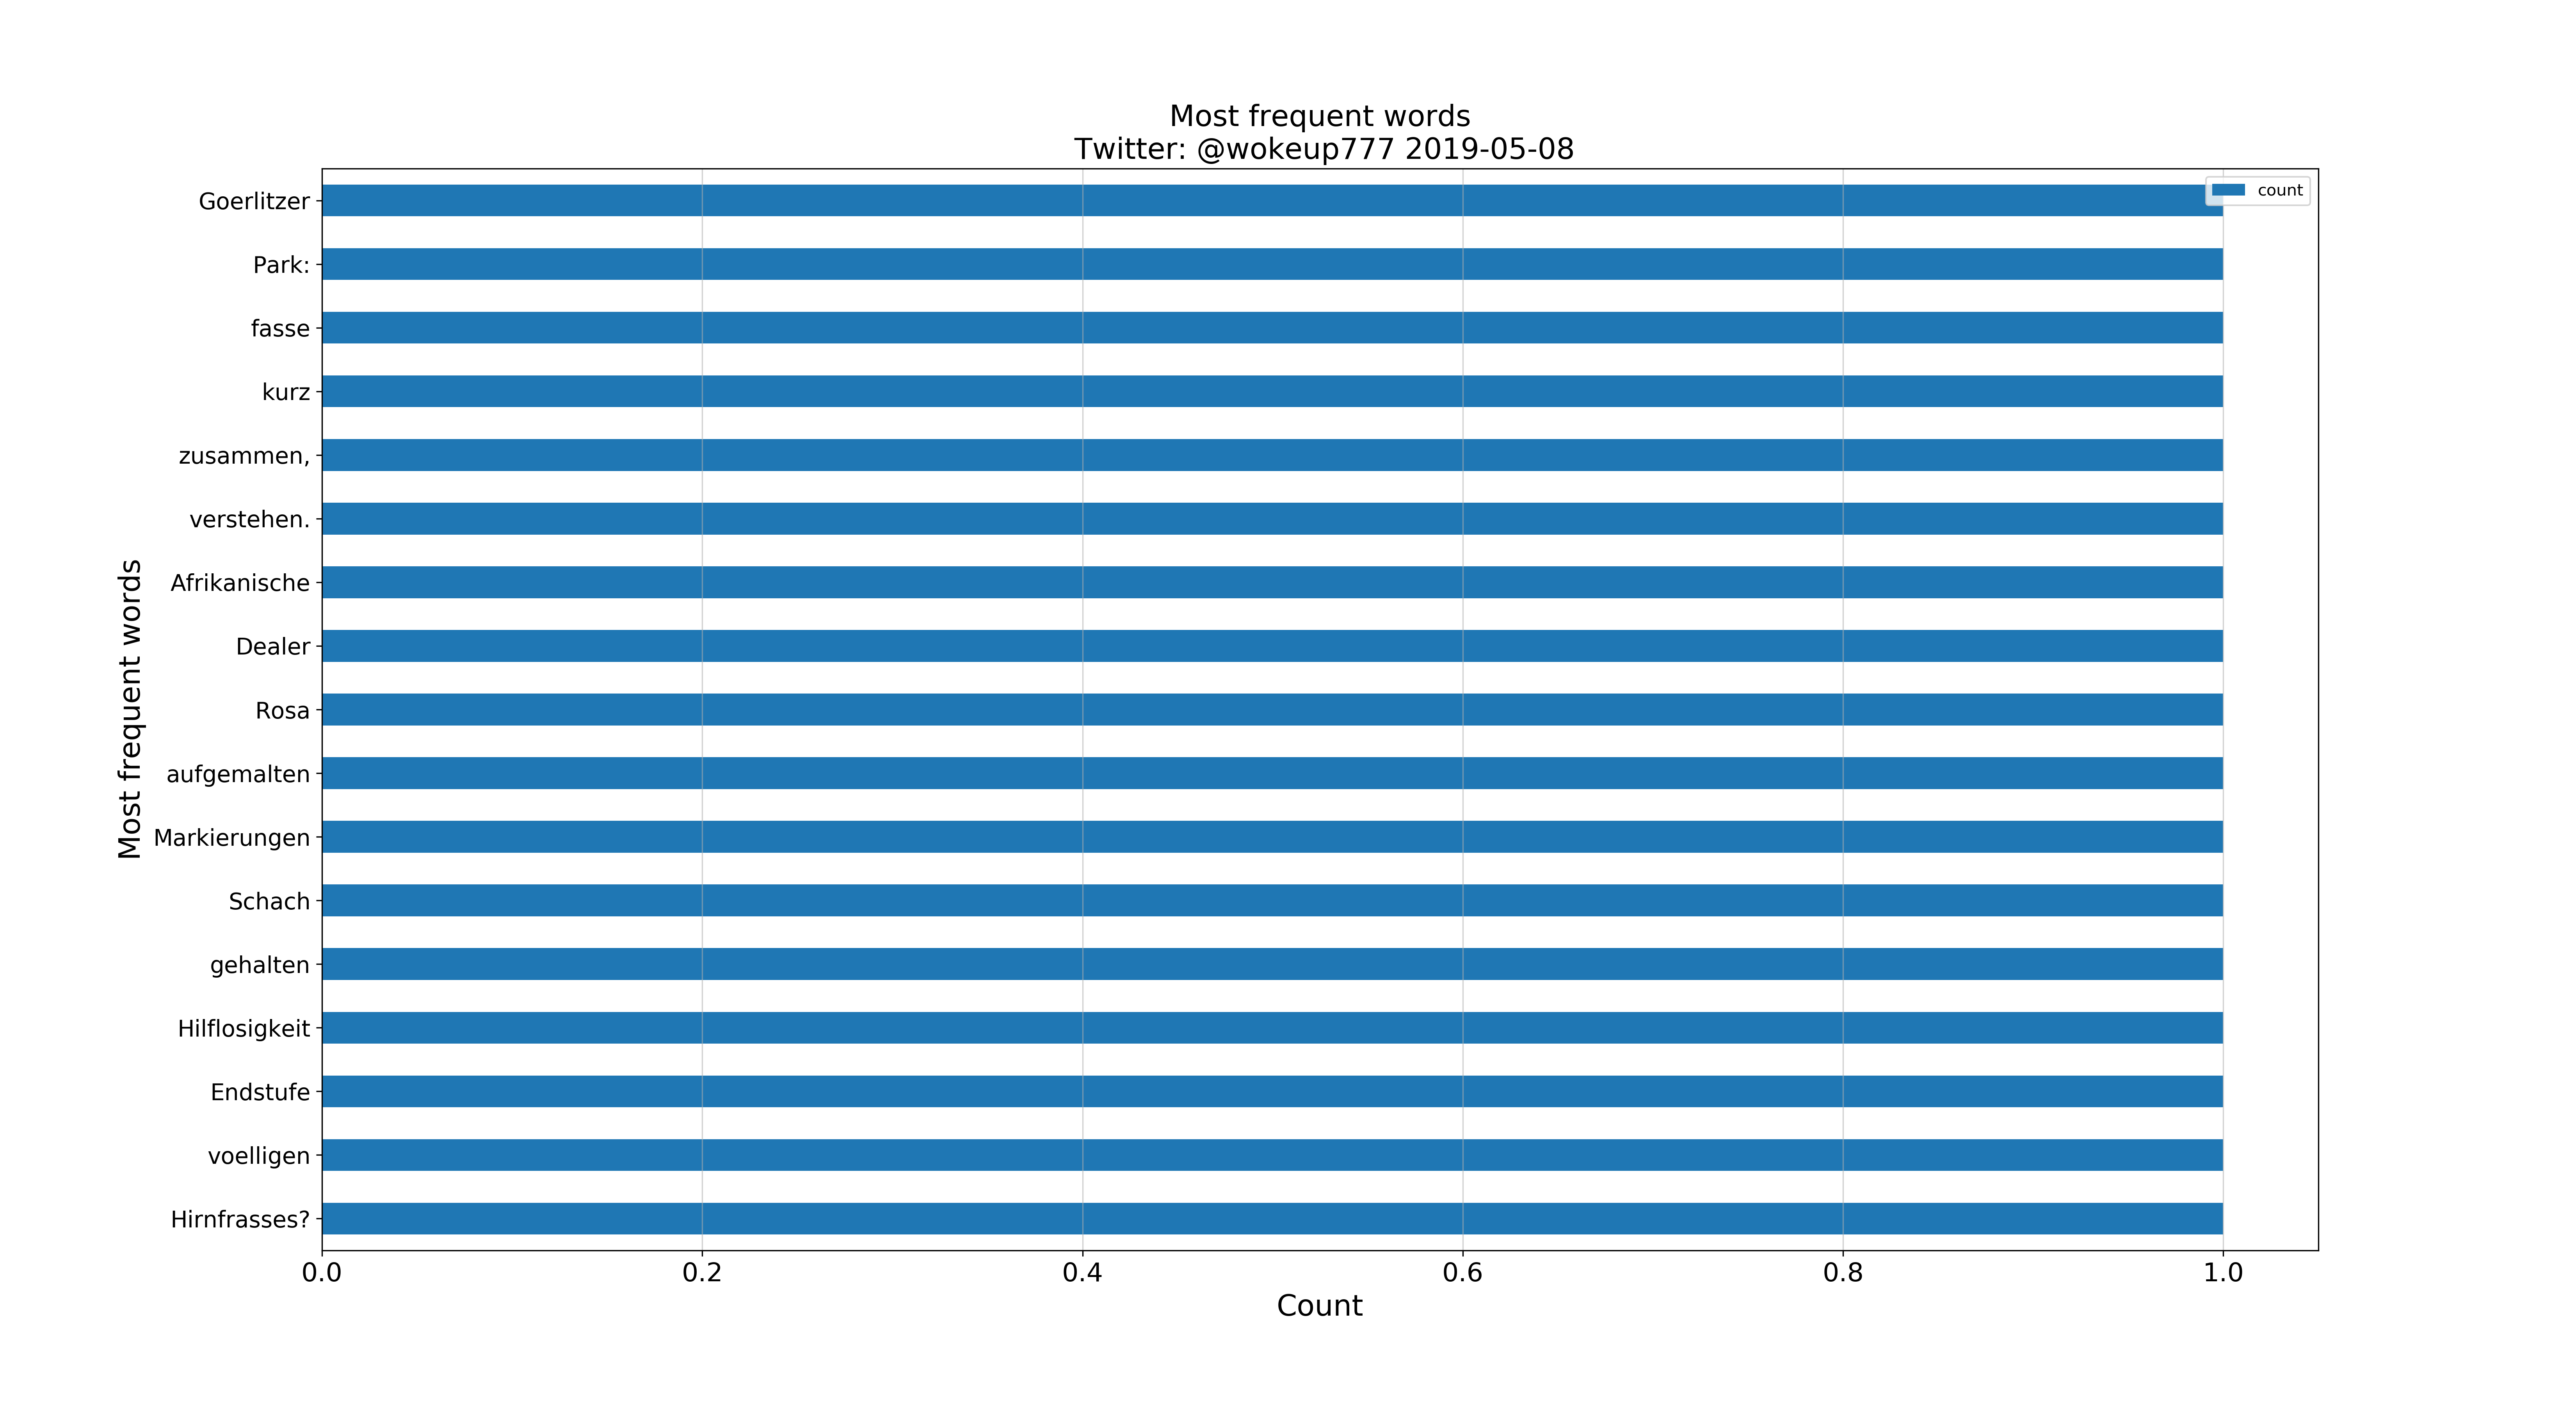 Most frequent words
Twitter: @wokeup777 2019-05-08
count
Most frequent words
Goerlitzer
Park:
fasse
kurz
zusammen,
verstehen.
Afrikanische
Dealer
Rosa
aufgemalten
Markierungen
Schach
gehalten
Hilflosigkeit
Endstufe
voelligen
Hirnfrasses?
0.0 0.2 0.4 0.6 0.8 1.0
Count